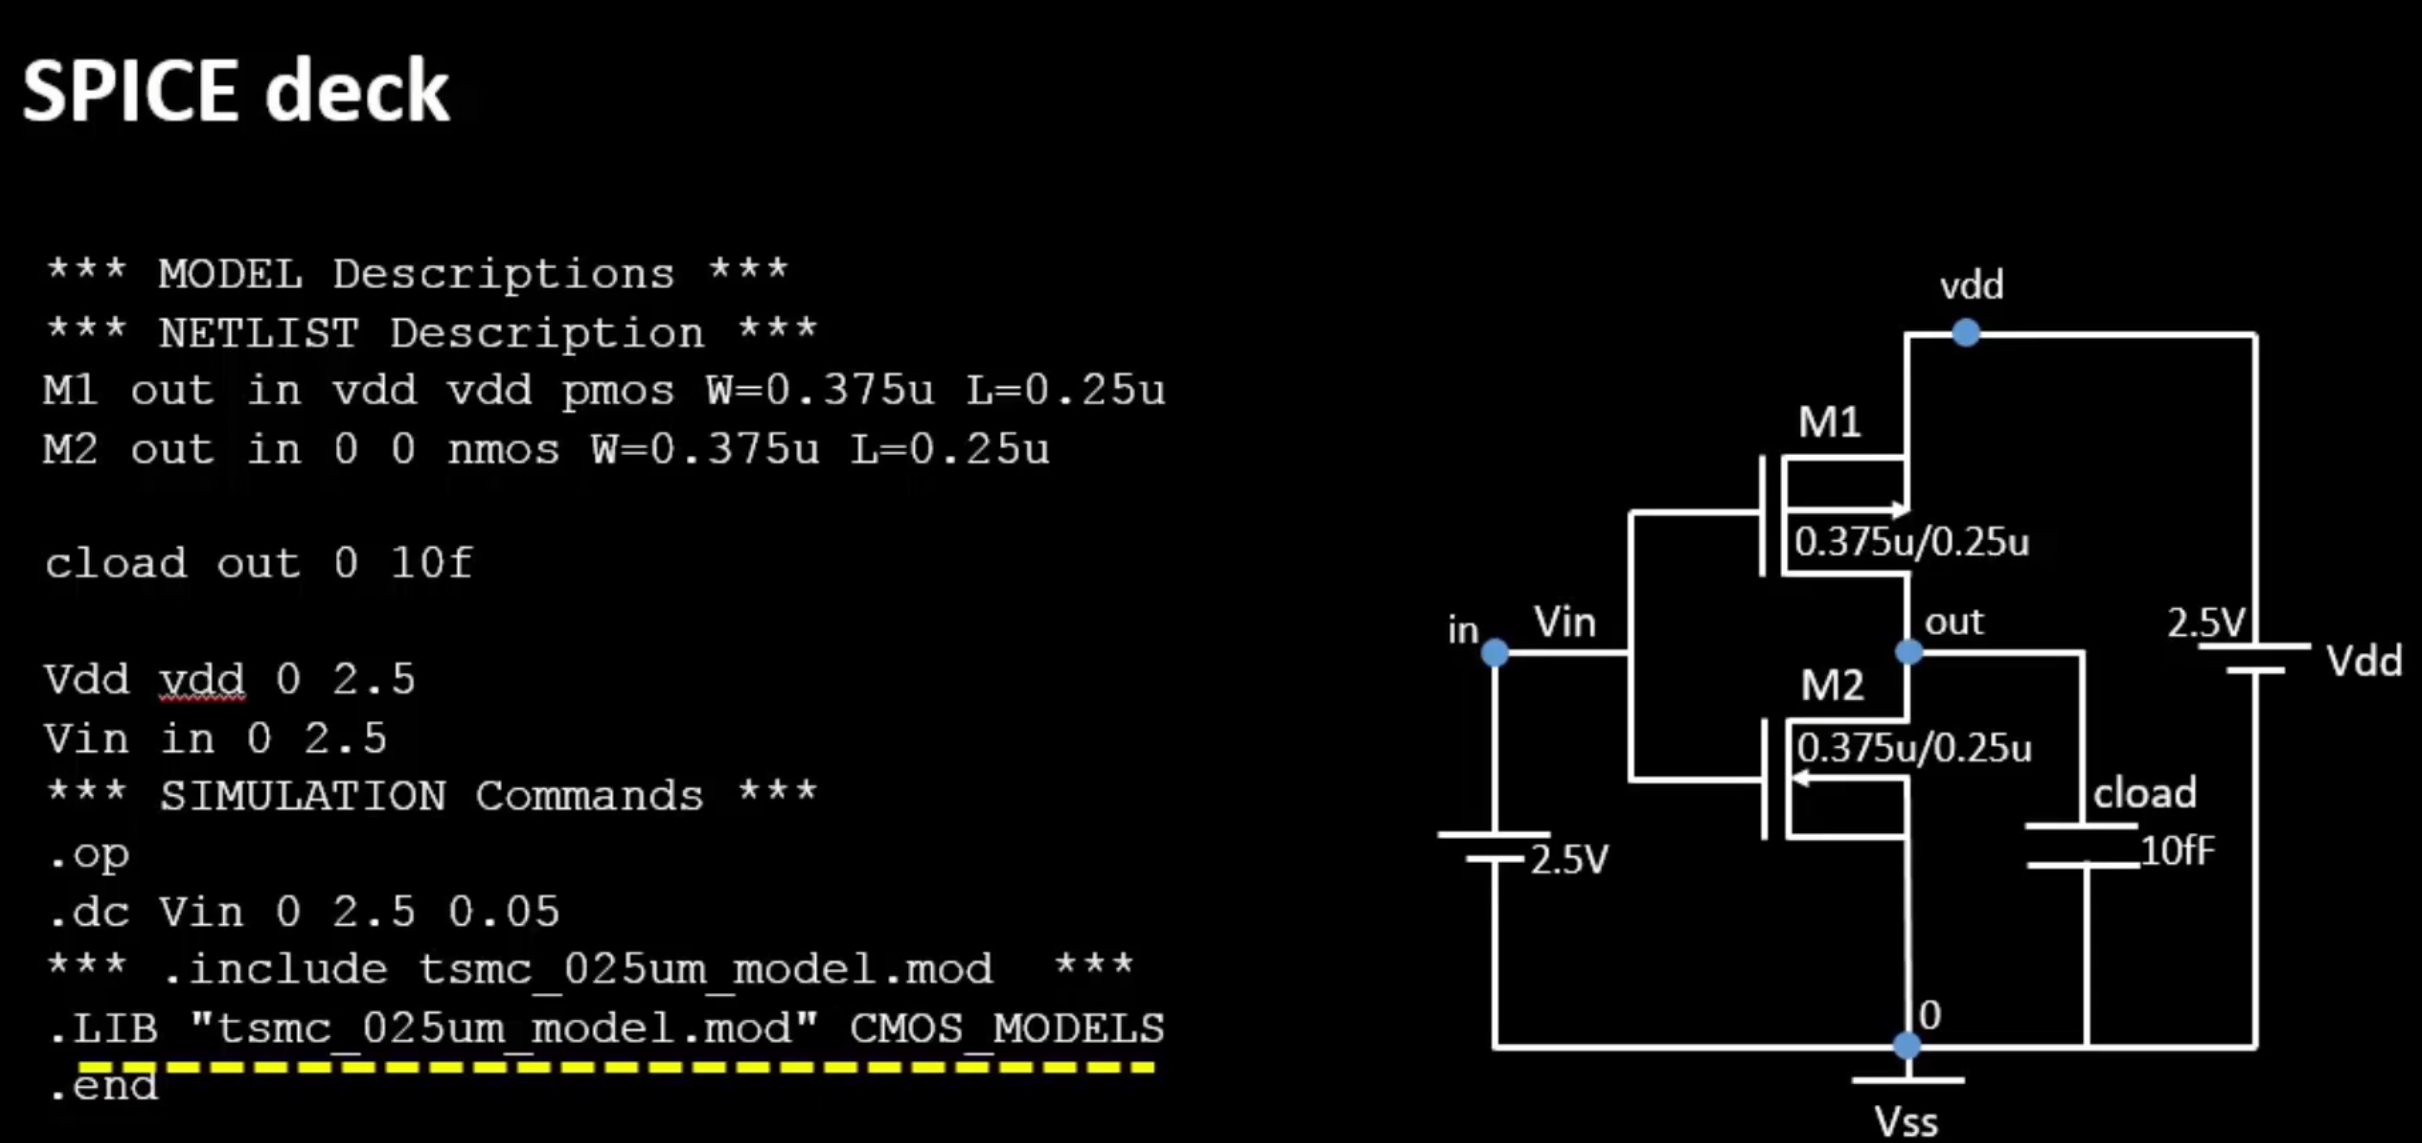 SPICE deck
*** MODEL Descriptions ***
*** NETLIST Description ***
M1 out in vdd vdd pmos W=0.375u L=0.25u
M2 out in 0 0 nmos W=0.375u L=0.25u
cload out 0 10f
Vdd vdd 0 2.5
Vin in 0 2.5
*** SIMULATION Commands ***
.op
.dc Vin 0 2.5 0.05
*** .include tsmc_025um_model.mod ***
.LIB "tsmc_025um_model.mod" CMOS_MODELS
.end
vdd
M1
0.375u/0.25u
in
Vin
out
2.5V
Vdd
M2
0.375u/0.25u
cload
10fF
2.5V
0
Vss